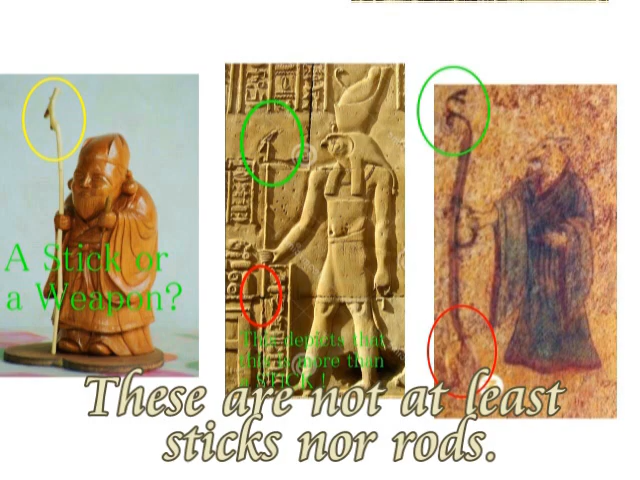 A Stick or
a Weapon?
This depicts that
this is more than
a STICK!
These are not at least
sticks nor rods.